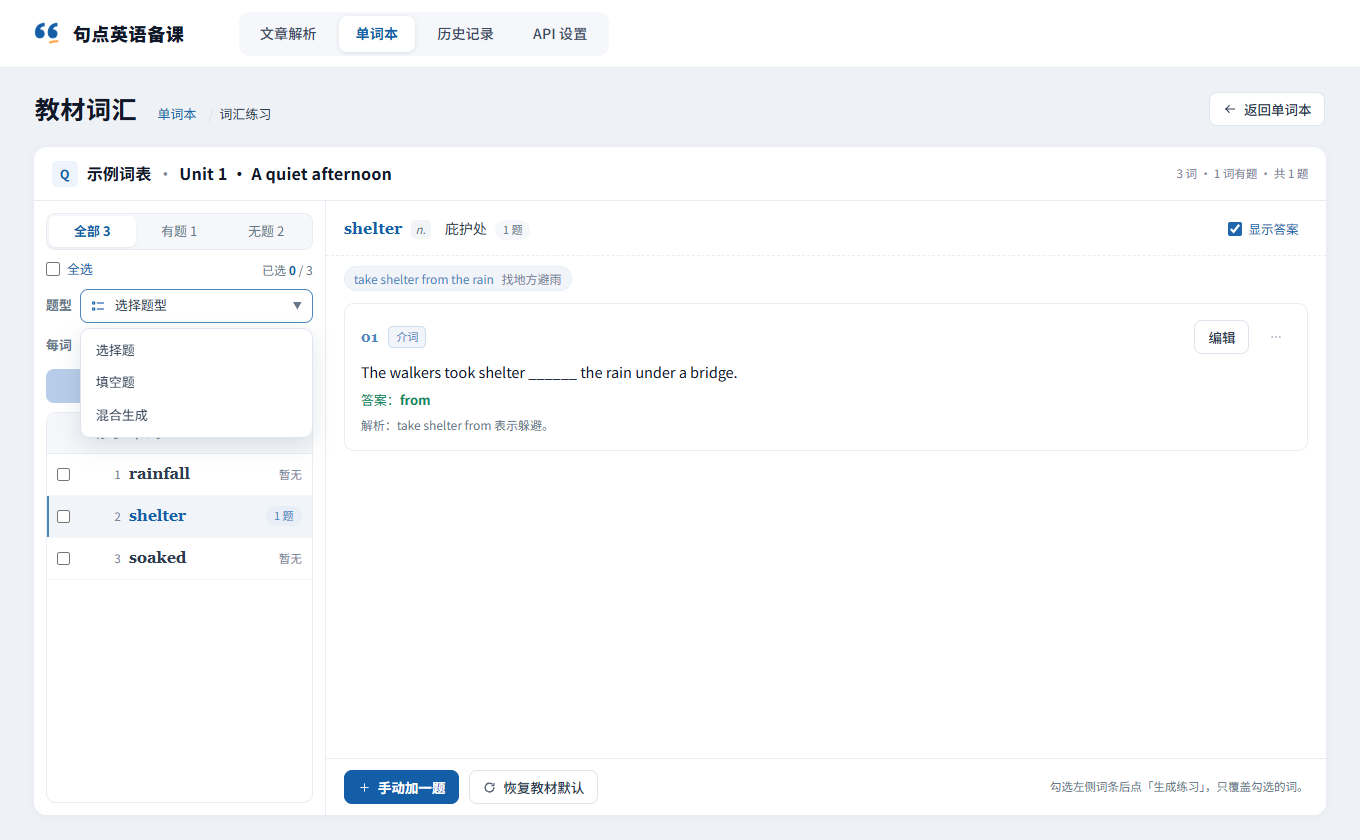 句点英语备课
文章解析
单词本
历史记录
API 设置
教材词汇
单词本 / 词汇练习
← 返回单词本
Q 示例词表 • Unit 1 • A quiet afternoon
3 词 • 1 词有题 • 共 1 题
全部 3
有题 1
无题 2
全选
已选 0 / 3
题型
选择题型
每词
选择题
填空题
混合生成
1 rainfall 暂无
2 shelter 1 题
3 soaked 暂无
shelter n. 庇护处 1 题
显示答案
take shelter from the rain 找地方避雨
01 介词
编辑
...
The walkers took shelter ______ the rain under a bridge.
答案：from
解析：take shelter from 表示躲避。
+ 手动加一题
恢复教材默认
勾选左侧词条后点「生成练习」，只覆盖勾选的词。